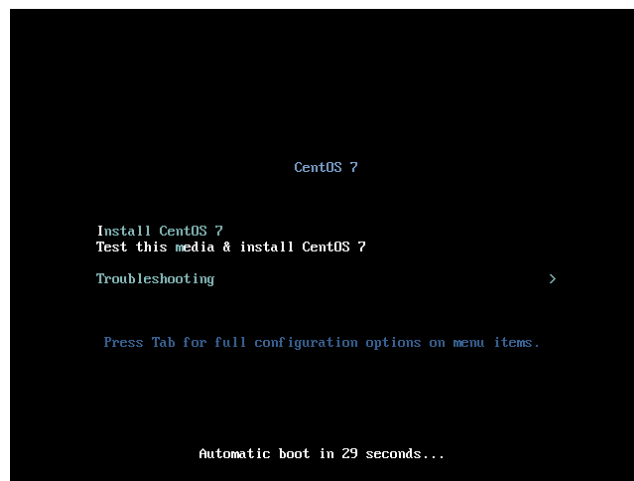 CentOS 7
Install CentOS 7
Test this media & install CentOS 7
Troubleshooting >
Press Tab for full configuration options on menu items.
Automatic boot in 29 seconds...